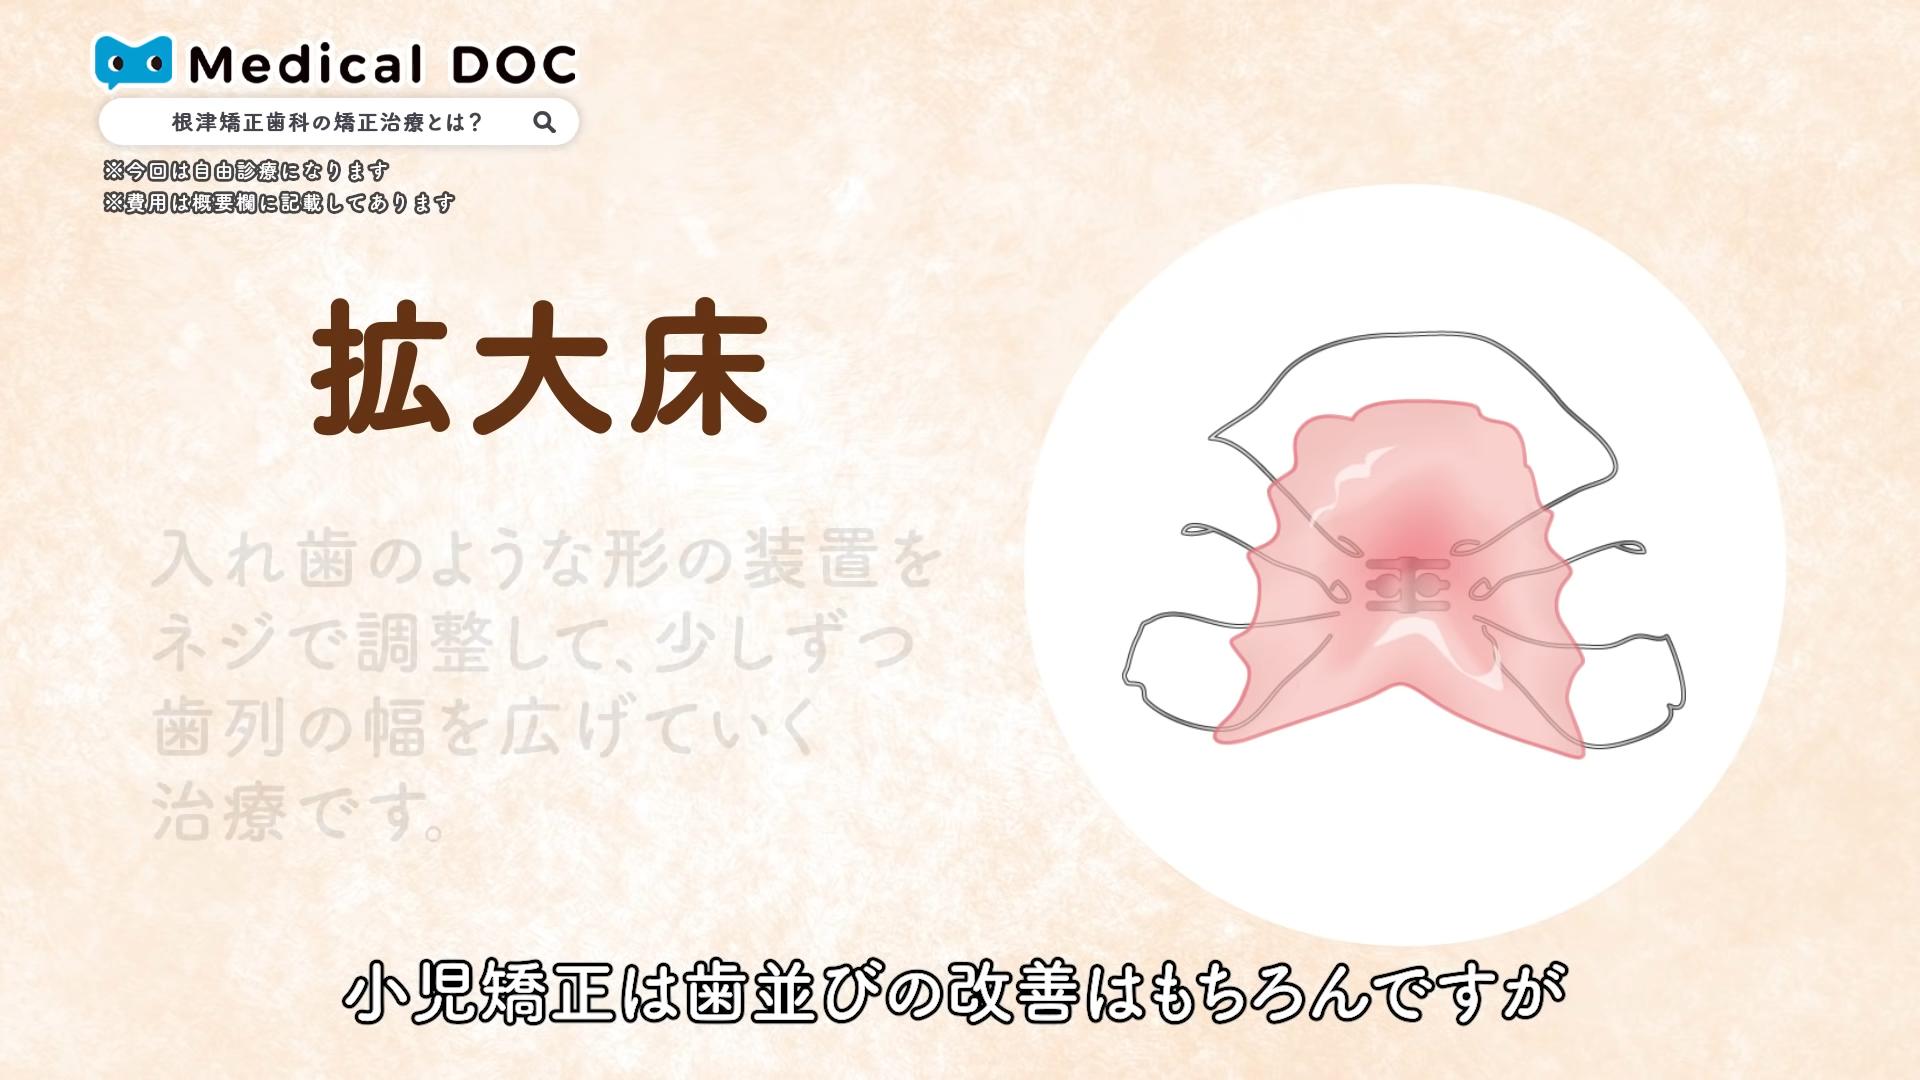 Medical DOC
根津矯正歯科の矯正治療とは?
※今回は自由診療になります
※費用は概要欄に記載してあります
拡大床
入れ歯のような形の装置を
ネジで調整して、少しずつ
歯列の幅を広げていく
治療です。
小児矯正は歯並びの改善はもちろんですが